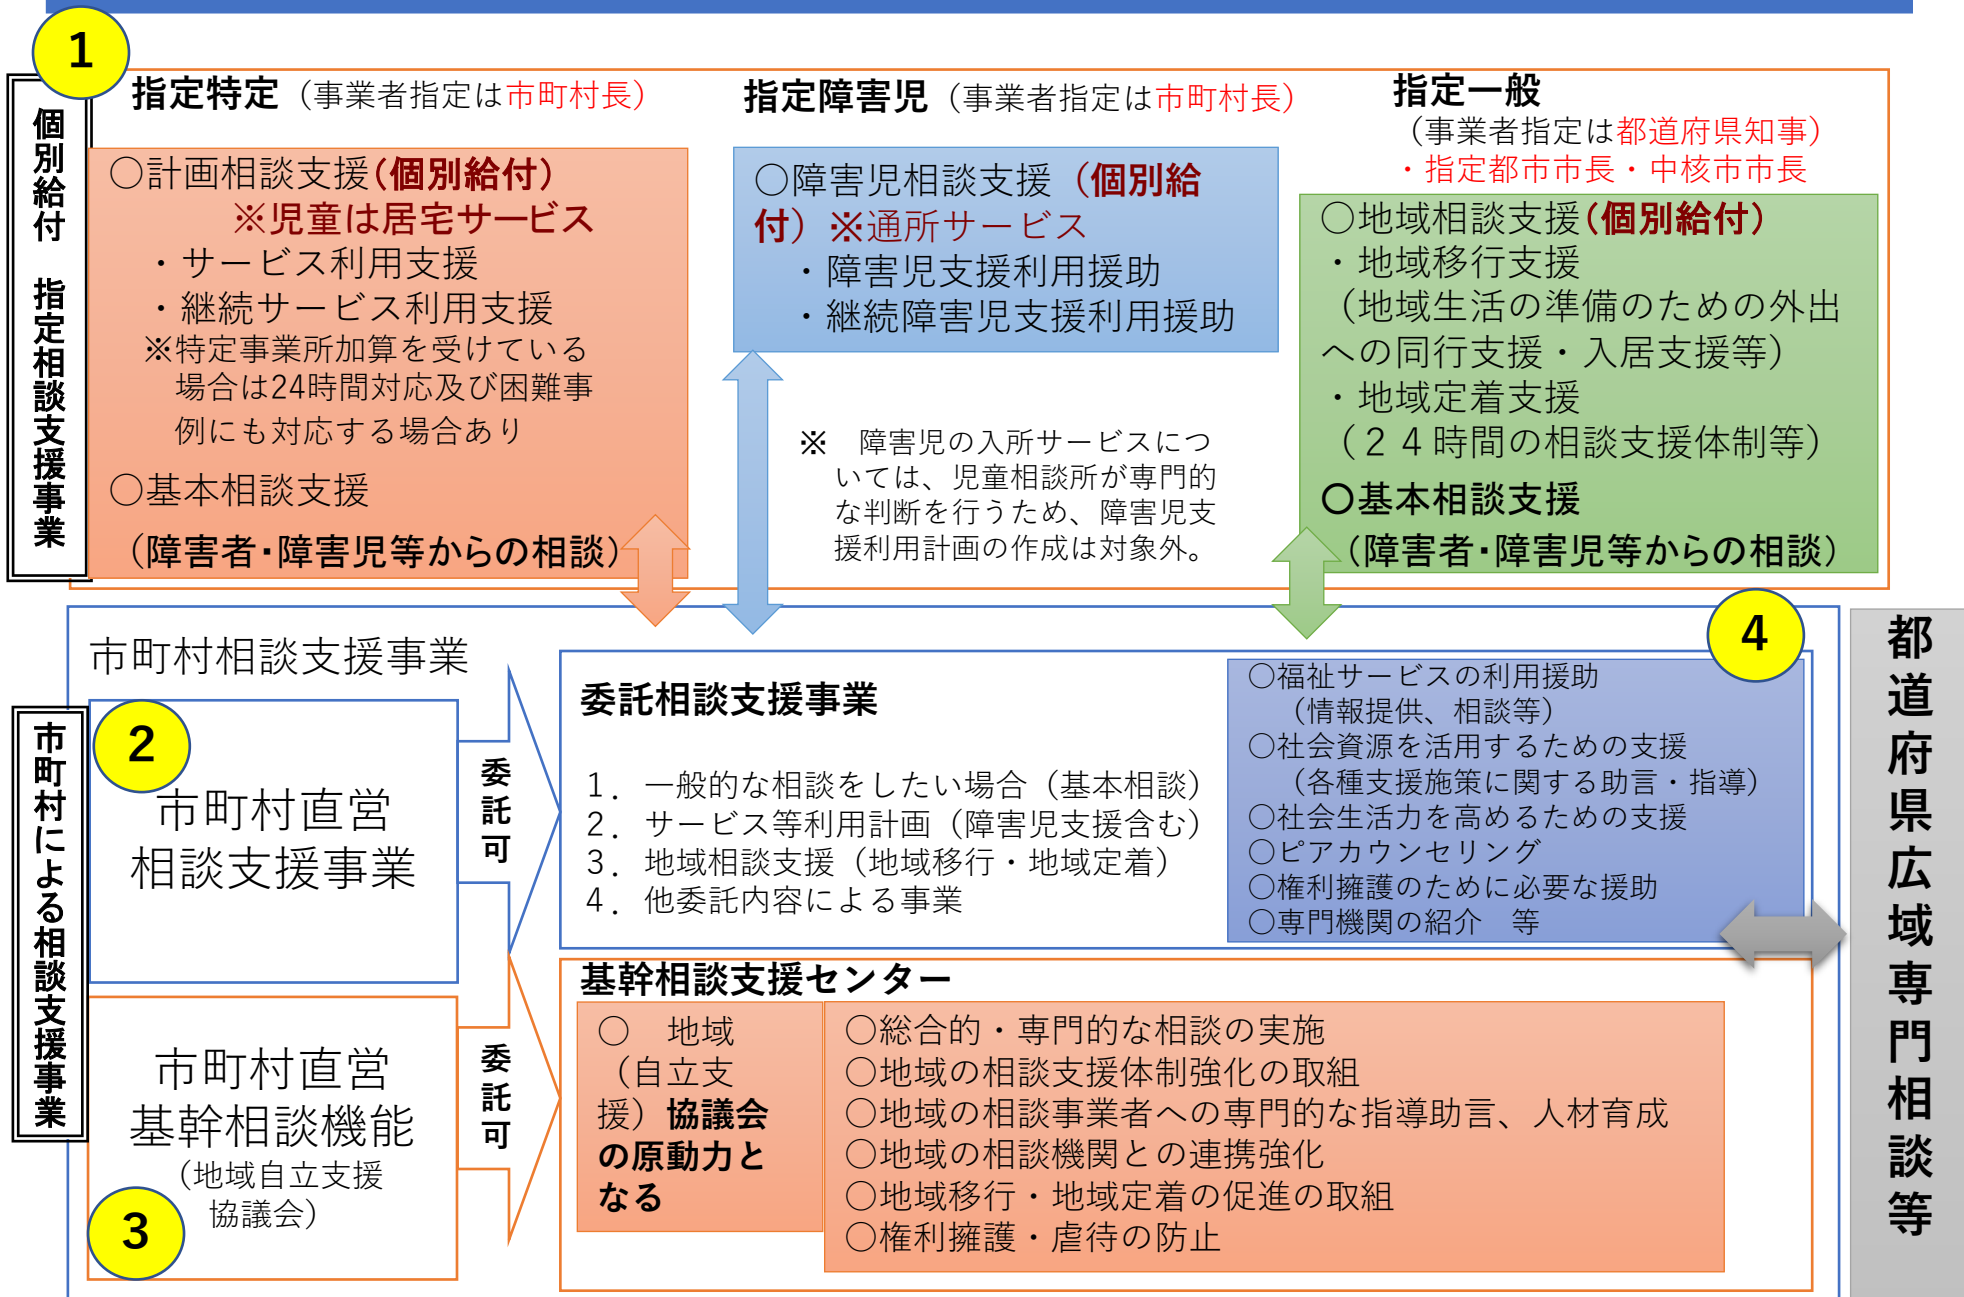 1
個別給付　指定相談支援事業
指定特定（事業者指定は市町村長）
○計画相談支援(個別給付）
※児童は居宅サービス
・サービス利用支援
・継続サービス利用支援
※特定事業所加算を受けている
場合は24時間対応及び困難事
例にも対応する場合あり
○基本相談支援
（障害者・障害児等からの相談）
指定障害児（事業者指定は市町村長）
○障害児相談支援（個別給
付）※通所サービス
・障害児支援利用援助
・継続障害児支援利用援助
※　障害児の入所サービスにつ
いては、児童相談所が専門的
な判断を行うため、障害児支
援利用計画の作成は対象外。
指定一般
（事業者指定は都道府県知事）
・指定都市市長・中核市市長
○地域相談支援(個別給付）
・地域移行支援
（地域生活の準備のための外出
への同行支援・入居支援等）
・地域定着支援
（２４時間の相談支援体制等）
○基本相談支援
（障害者・障害児等からの相談）
市町村による相談支援事業
市町村相談支援事業
2
市町村直営
相談支援事業
委託可
委託相談支援事業
1．一般的な相談をしたい場合（基本相談）
2．サービス等利用計画（障害児支援含む）
3．地域相談支援（地域移行・地域定着）
4．他委託内容による事業
4
○福祉サービスの利用援助
（情報提供、相談等）
○社会資源を活用するための支援
（各種支援施策に関する助言・指導）
○社会生活力を高めるための支援
○ピアカウンセリング
○権利擁護のために必要な援助
○専門機関の紹介　等
市町村直営
基幹相談機能
（地域自立支援
協議会）
3
委託可
基幹相談支援センター
○　地域
（自立支
援）協議会
の原動力と
なる
○総合的・専門的な相談の実施
○地域の相談支援体制強化の取組
○地域の相談事業者への専門的な指導助言、人材育成
○地域の相談機関との連携強化
○地域移行・地域定着の促進の取組
○権利擁護・虐待の防止
都道府県広域専門相談等